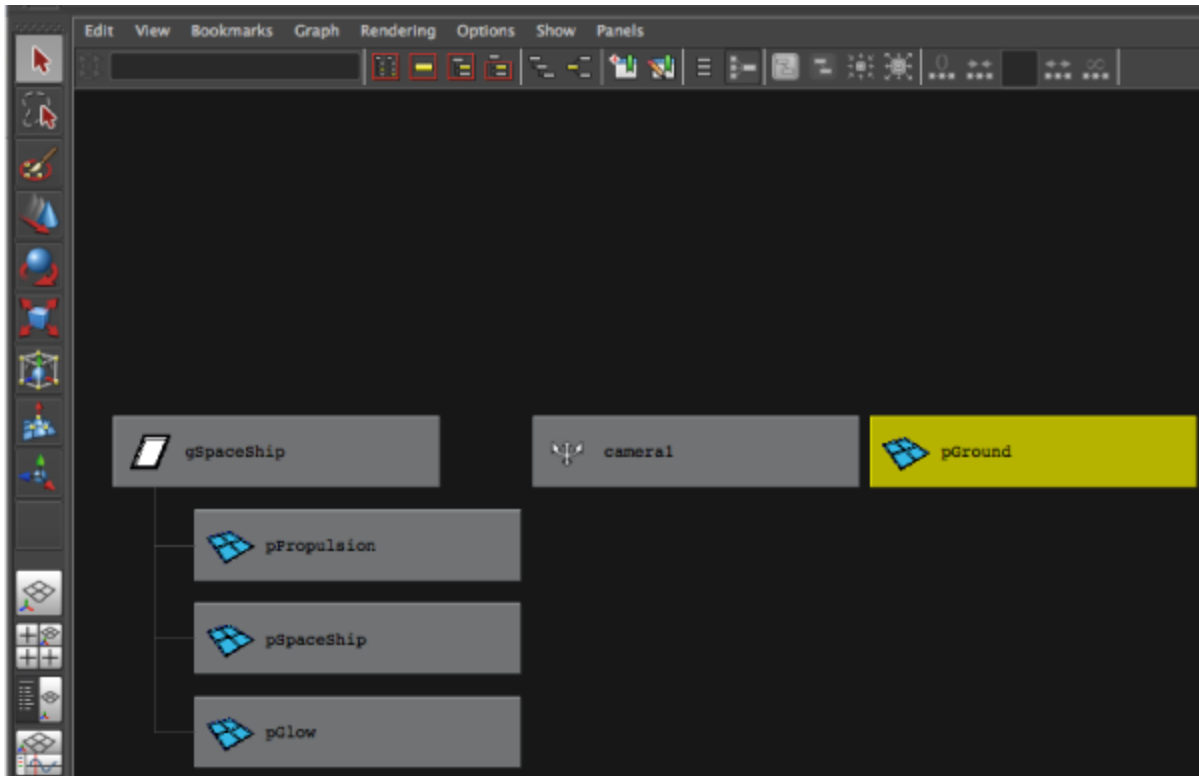 Edit View Bookmarks Graph Rendering Options Show Panels
gSpaceShip
camera1
pGround
pPropulsion
pSpaceShip
pGlow